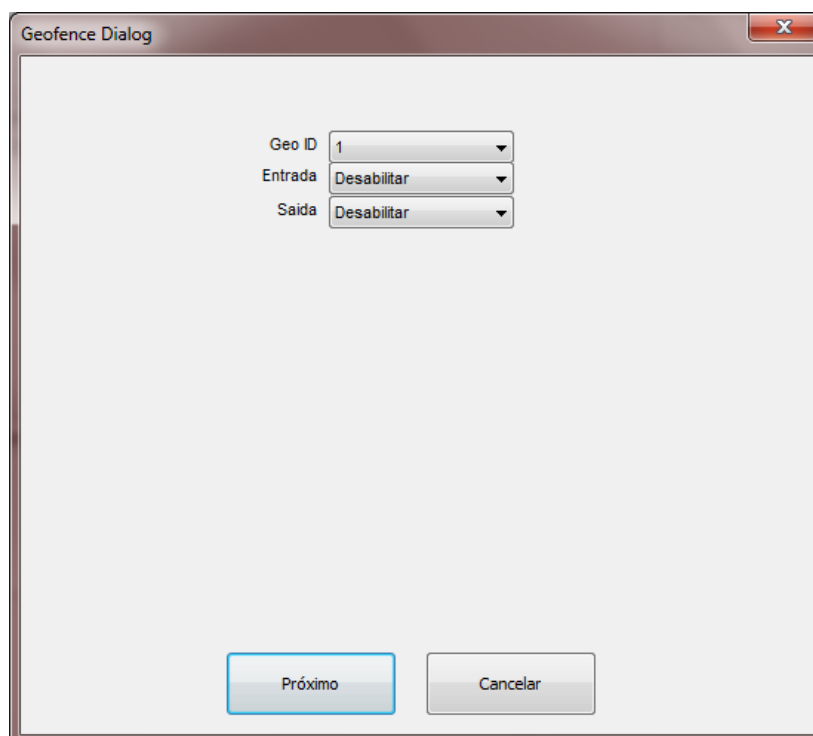 Geofence Dialog
Geo ID 1
Entrada Desabilitar
Saida Desabilitar
Próximo Cancelar